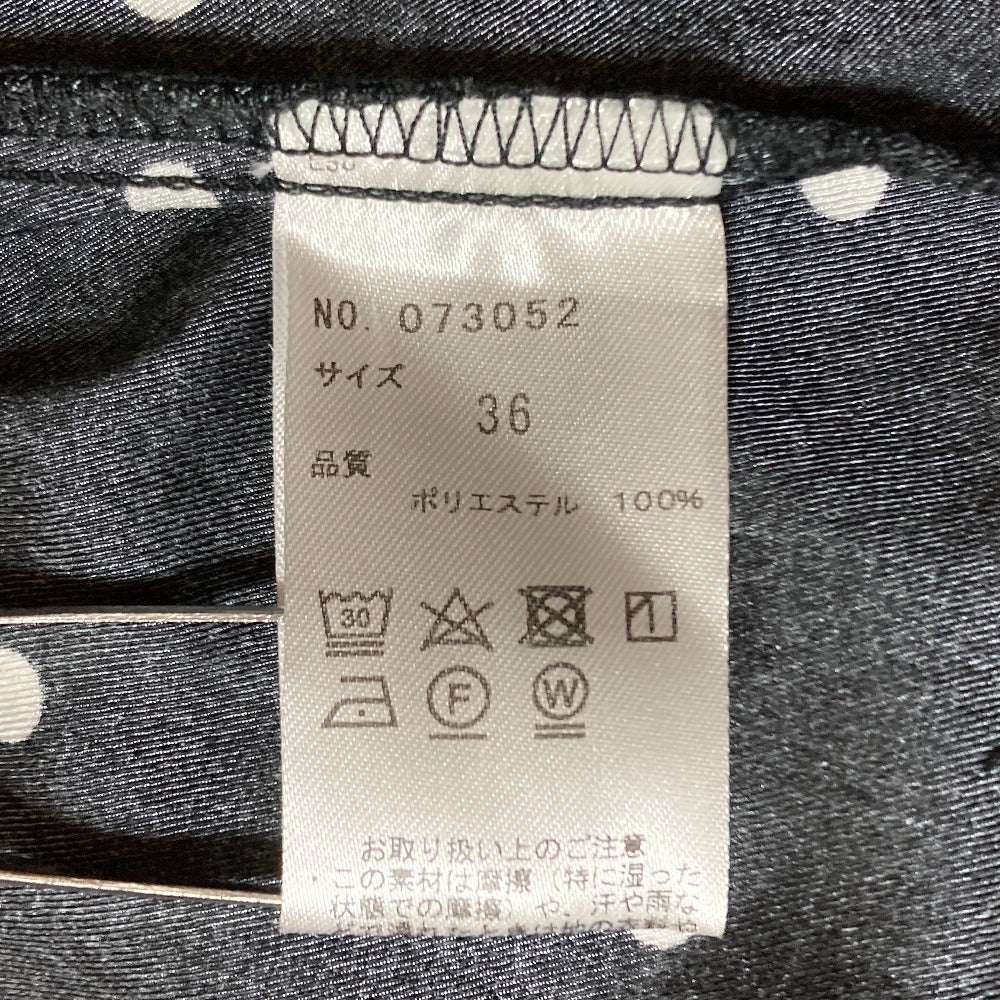 NO. 073052
サイズ
36
品質
ポリエステル 100%
30
F W
お取り扱い上のご注意
・この素材は摩擦(特に湿った
状態での摩擦)や、汗や雨な